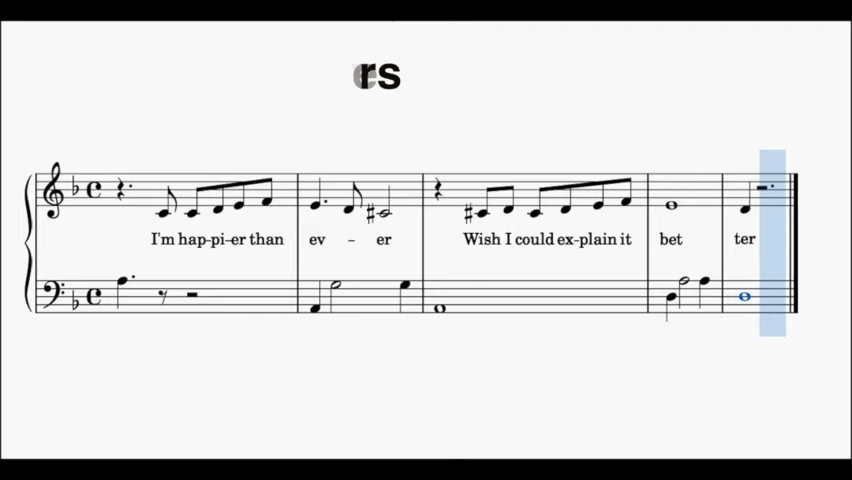 rs
I'm hap-pi-er than ev - er Wish I could ex-plain it bet ter